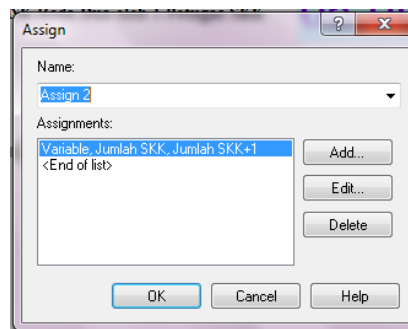 Assign
Name:
Assign 2
Assignments:
Variable, Jumlah SKK, Jumlah SKK+1
<End of list>
Add...
Edit...
Delete
OK
Cancel
Help